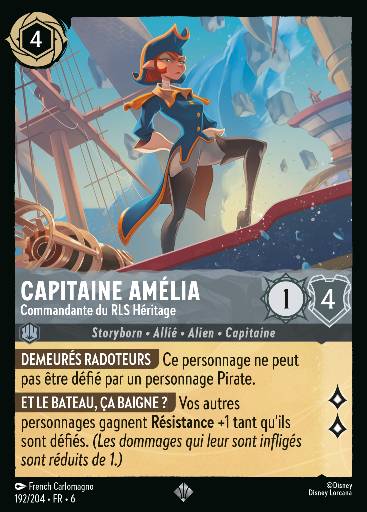 4
CAPITAINE AMÉLIA
Commandante du RLS Héritage
1
4
Storyborn • Allié • Alien • Capitaine
DEMEURÉS RADOTEURS Ce personnage ne peut
pas être défié par un personnage Pirate.
ET LE BATEAU, ÇA BAIGNE ? Vos autres
personnages gagnent Résistance +1 tant qu'ils
sont défiés. (Les dommages qui leur sont infligés
sont réduits de 1.)
French Carlomagno
192/204 • FR • 6
©Disney
Disney Lorcana